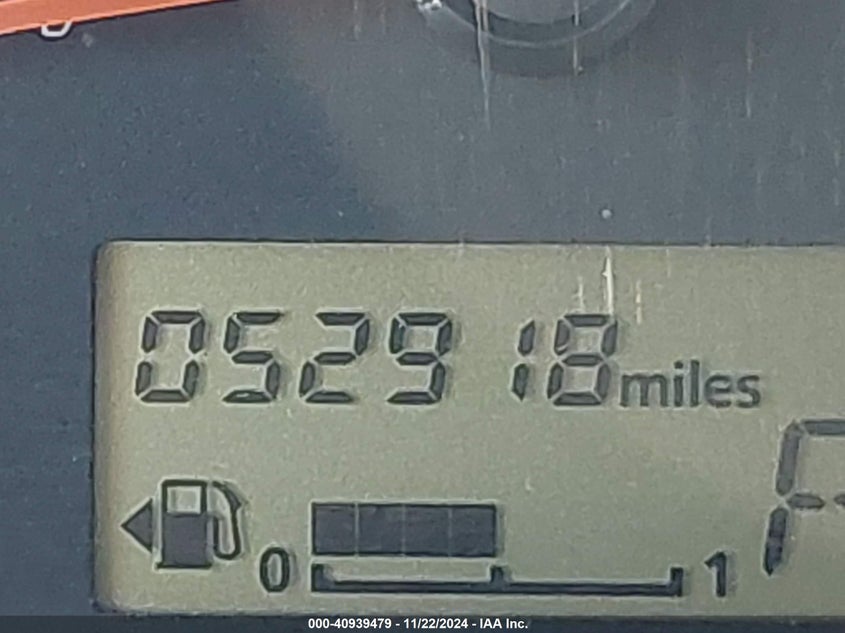 052918 miles
0 1
F
000-40939479 - 11/22/2024 - IAA Inc.